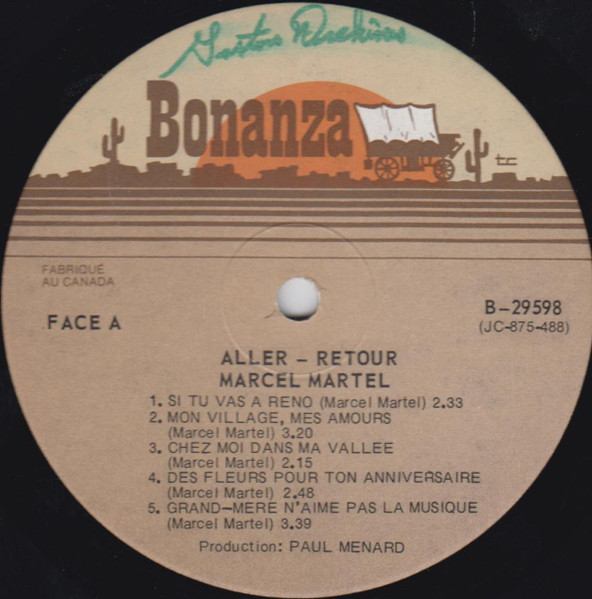 Gaston
Bonanza
tc
FABRIQUÉ
AU CANADA
FACE A
B-29598
(JC-875-488)
ALLER - RETOUR
MARCEL MARTEL
1. SI TU VAS A RENO (Marcel Martel) 2.33
2. MON VILLAGE, MES AMOURS
(Marcel Martel) 3.20
3. CHEZ MOI DANS MA VALLEE
(Marcel Martel) 2.15
4. DES FLEURS POUR TON ANNIVERSAIRE
(Marcel Martel) 2.48
5. GRAND-MERE N'AIME PAS LA MUSIQUE
(Marcel Martel) 3.39
Production: PAUL MENARD